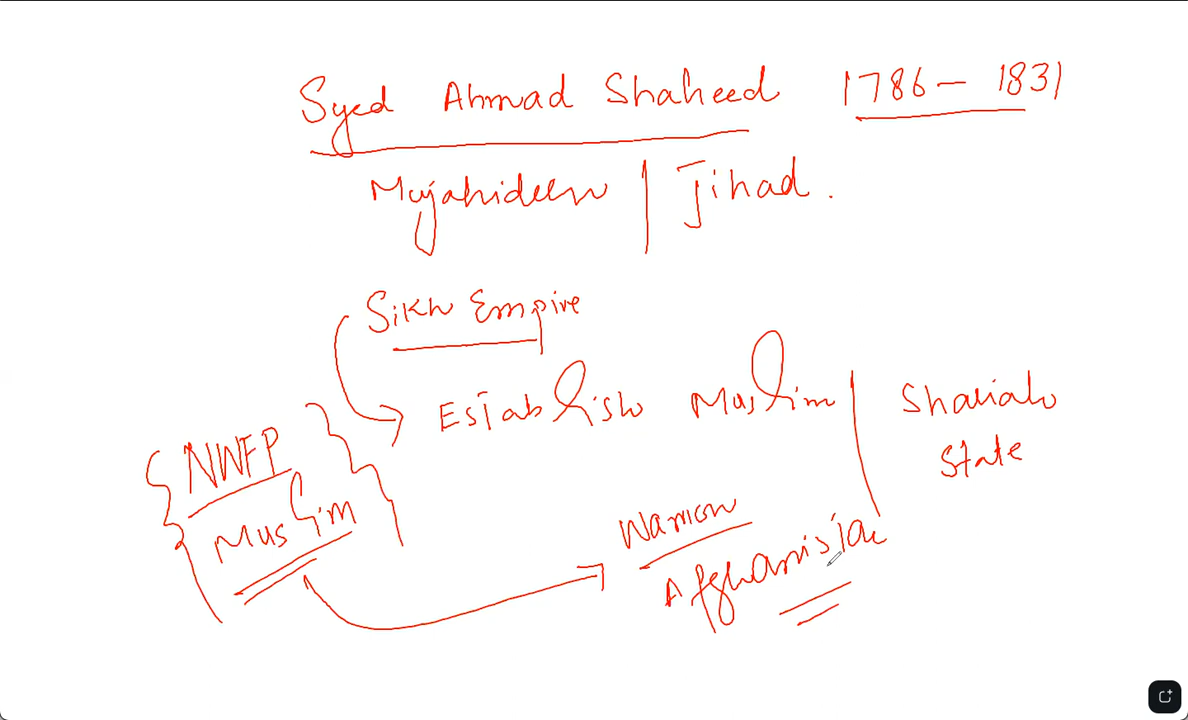 Syed Ahmad Shaheed 1786 - 1831
Mujahideen | Jihad.
Sikh Empire
Establish Muslim | Shariah
State
NWFP
Muslim
Warrior
Afghanistan